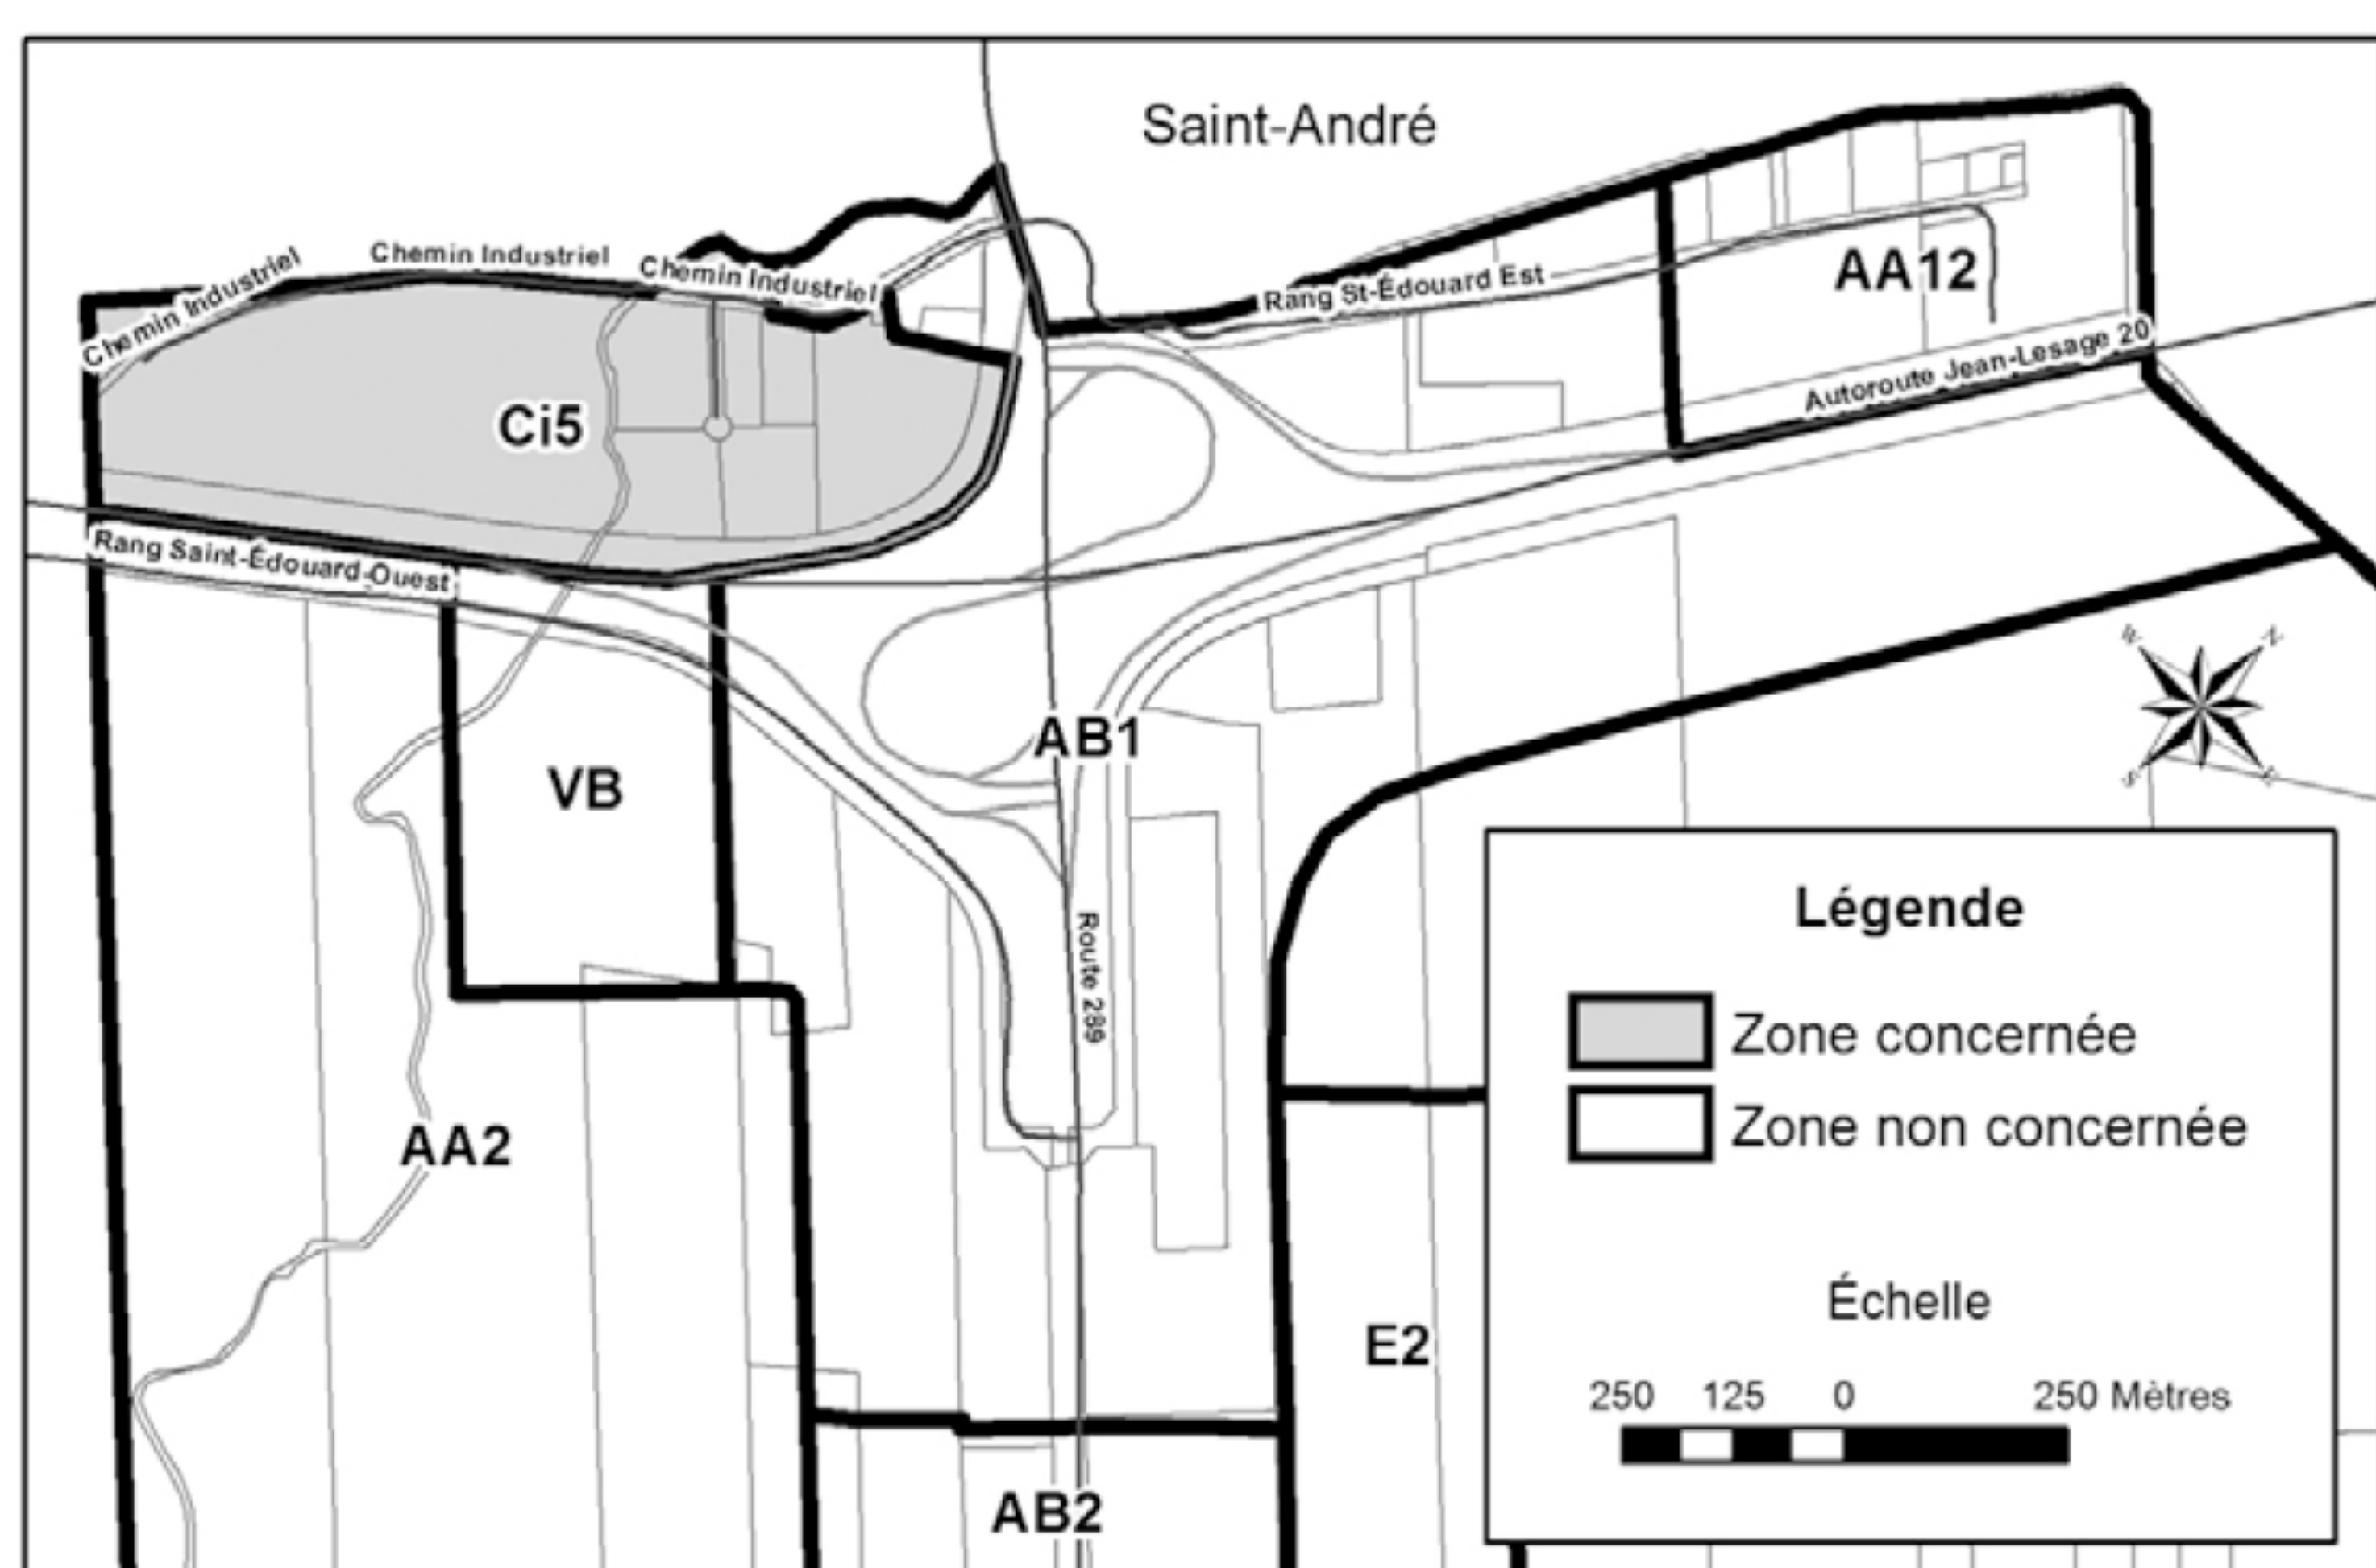 Saint-André
Chemin Industriel
Chemin Industriel
Chemin Industriel
Rang St-Édouard Est
AA12
Autoroute Jean-Lesage 20
Ci5
Rang Saint-Édouard-Ouest
AB1
VB
Route 289
AA2
E2
AB2
N
S
Légende
Zone concernée
Zone non concernée
Échelle
250 125 0 250 Mètres